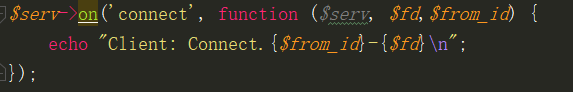 $serv->on('connect', function ($serv, $fd,$from_id) {
    echo "Client: Connect.{$from_id}-{$fd}\n";
});